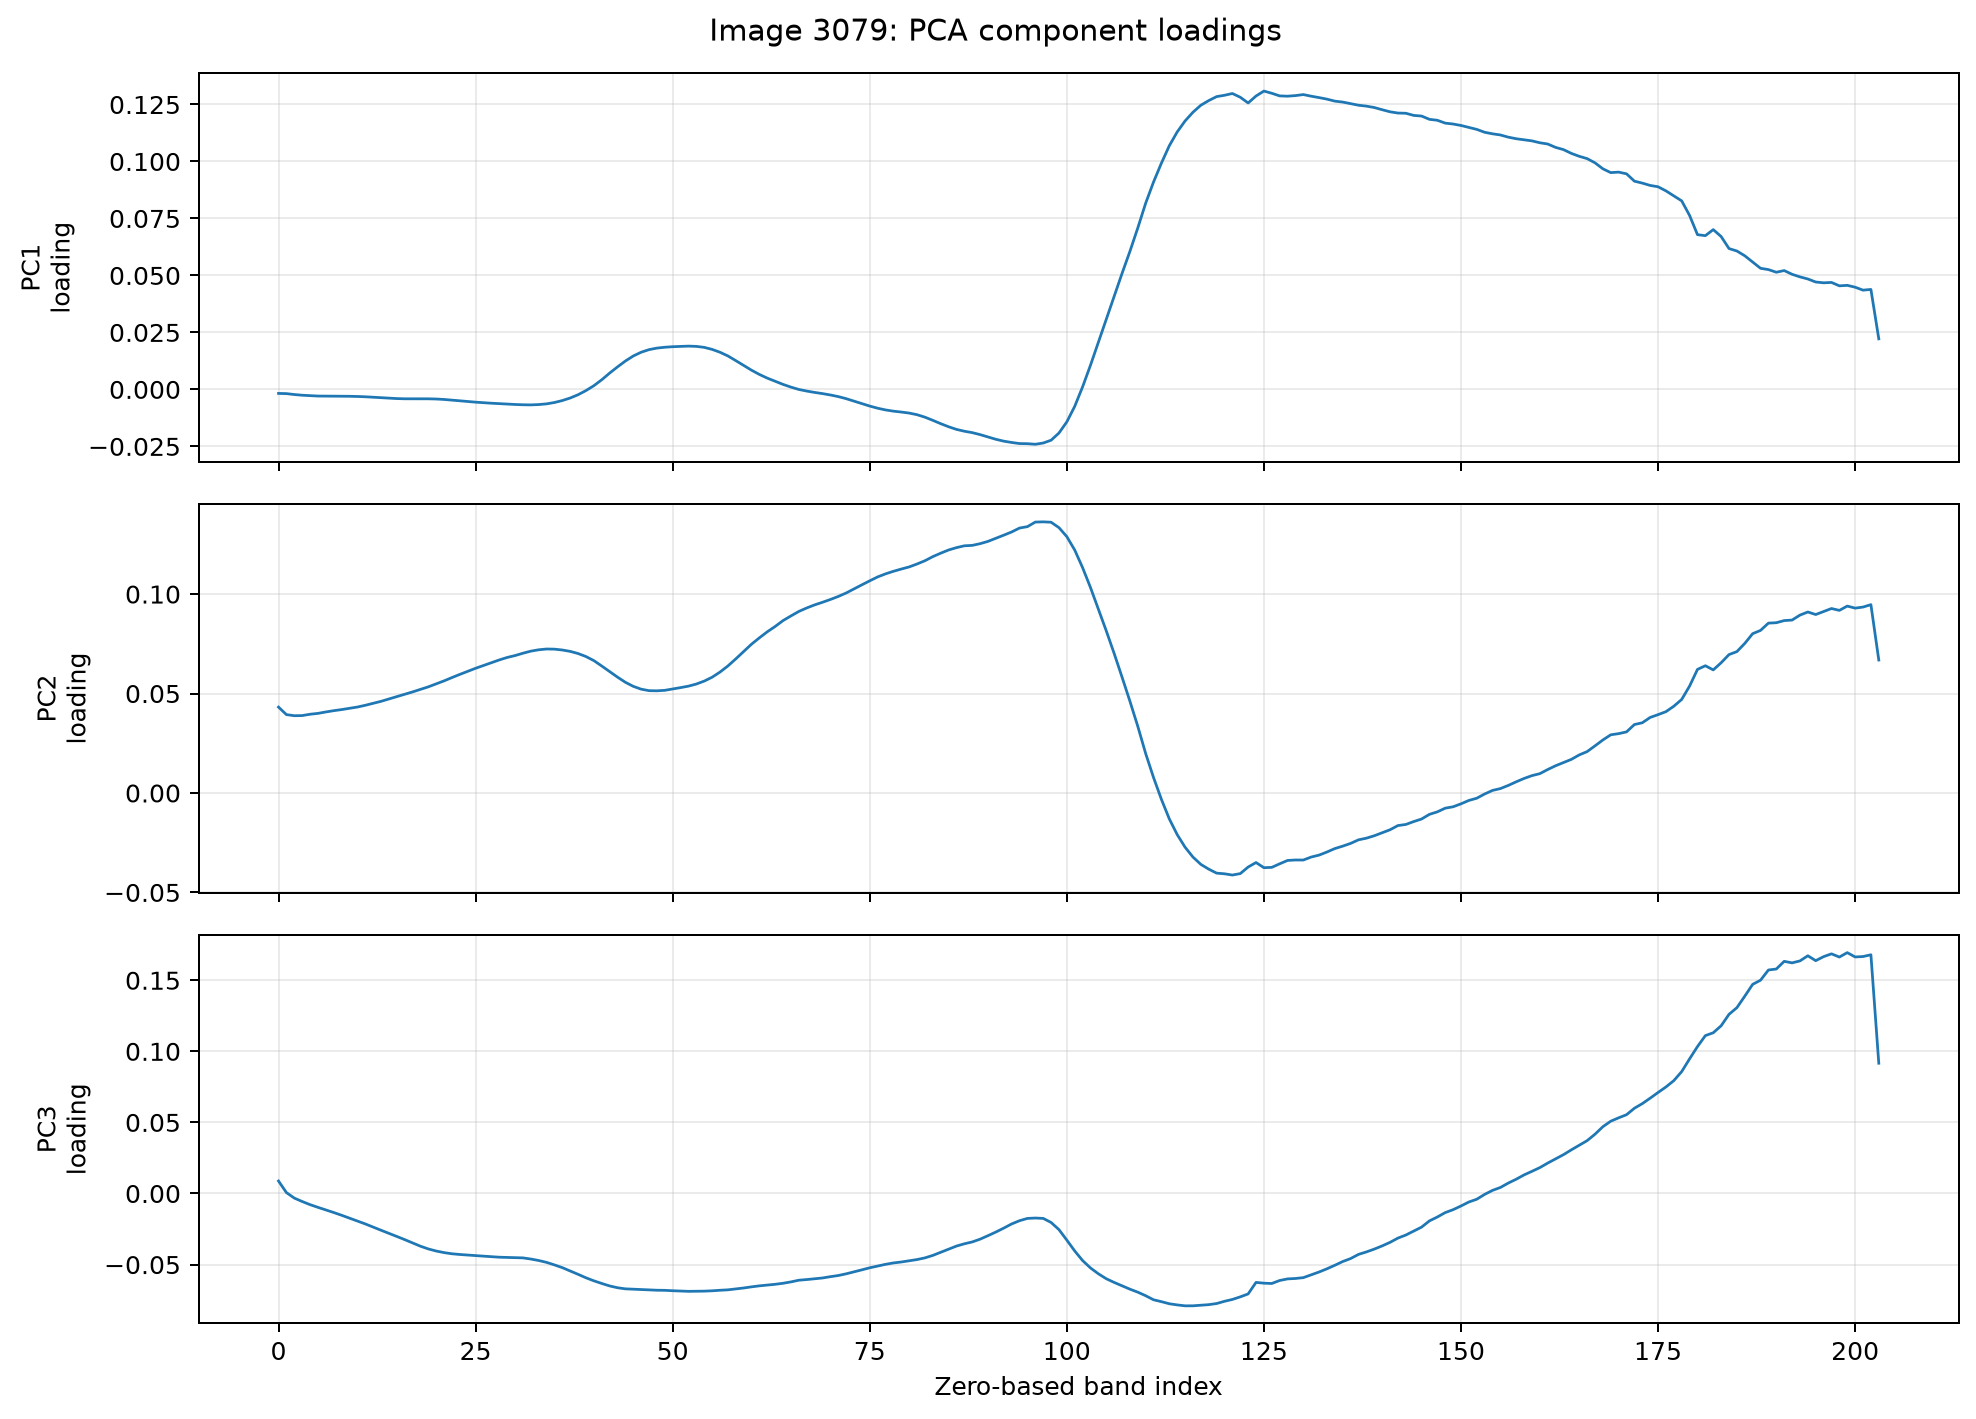 Image 3079: PCA component loadings
PC1
loading
0.125
0.100
0.075
0.050
0.025
0.000
−0.025
PC2
loading
0.10
0.05
0.00
−0.05
PC3
loading
0.15
0.10
0.05
0.00
−0.05
0 25 50 75 100 125 150 175 200
Zero-based band index